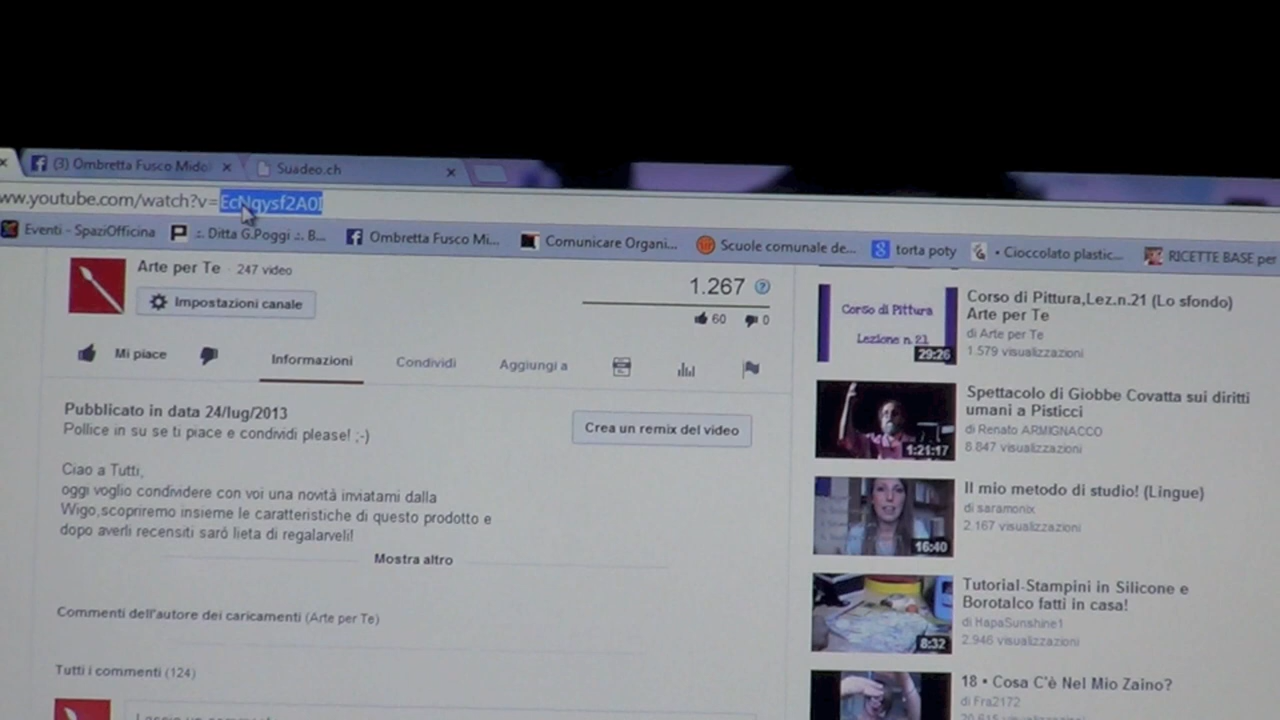 (3) Ombretta Fusco Mido
Suadeo.ch
ww.youtube.com/watch?v=EcNqysf2A0I
Eventi - SpaziOfficina
.:. Ditta G.Poggi .:. B...
Ombretta Fusco Mi...
Comunicare Organi...
Scuole comunale de...
torta poty
• Cioccolato plastic...
RICETTE BASE per
Arte per Te · 247 video
Impostazioni canale
1.267
60
0
Mi piace
Informazioni
Condividi
Aggiungi a
Pubblicato in data 24/lug/2013
Pollice in su se ti piace e condividi please! ;-)
Crea un remix del video
Ciao a Tutti,
oggi voglio condividere con voi una novità inviatami dalla
Wigo,scopriremo insieme le caratteristiche di questo prodotto e
dopo averli recensiti sarò lieta di regalarveli!
Mostra altro
Commenti dell'autore dei caricamenti (Arte per Te)
Tutti i commenti (124)
Corso di Pittura
Lezione n. 21
29:26
Corso di Pittura,Lez.n.21 (Lo sfondo)
Arte per Te
di Arte per Te
1.579 visualizzazioni
1:21:17
Spettacolo di Giobbe Covatta sui diritti
umani a Pisticci
di Renato ARMIGNACCO
8.847 visualizzazioni
16:40
Il mio metodo di studio! (Lingue)
di saramonix
2.167 visualizzazioni
8:32
Tutorial-Stampini in Silicone e
Borotalco fatti in casa!
di HapaSunshine1
2.946 visualizzazioni
18 • Cosa C'è Nel Mio Zaino?
di Fra2172